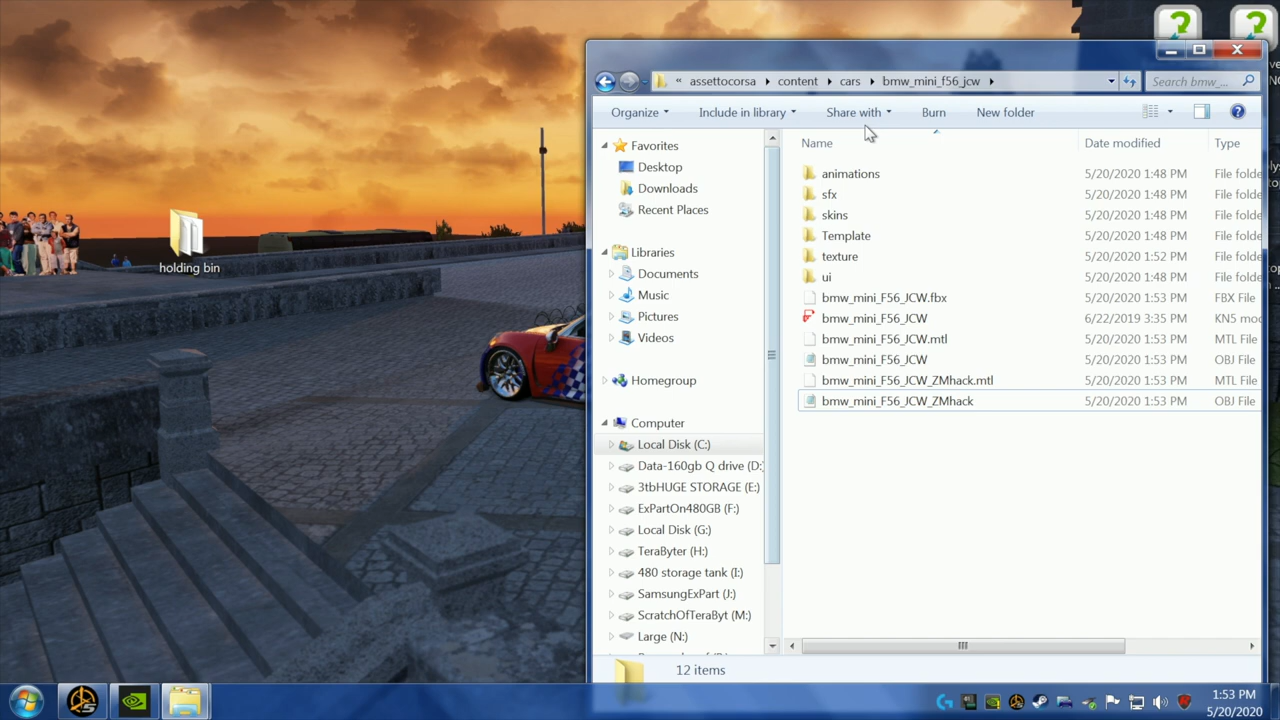 « assettocorsa content cars bmw_mini_f56_jcw
Search bmw_...
Organize Include in library Share with Burn New folder
Favorites
Desktop
Downloads
Recent Places
Libraries
Documents
Music
Pictures
Videos
Homegroup
Computer
Local Disk (C:)
Data-160gb Q drive (D:)
3tbHUGE STORAGE (E:)
ExPartOn480GB (F:)
Local Disk (G:)
TeraByter (H:)
480 storage tank (I:)
SamsungExPart (J:)
ScratchOfTeraByt (M:)
Large (N:)
Name Date modified Type
animations 5/20/2020 1:48 PM File folde
sfx 5/20/2020 1:48 PM File folde
skins 5/20/2020 1:48 PM File folde
Template 5/20/2020 1:48 PM File folde
texture 5/20/2020 1:52 PM File folde
ui 5/20/2020 1:48 PM File folde
bmw_mini_F56_JCW.fbx 5/20/2020 1:53 PM FBX File
bmw_mini_F56_JCW 6/22/2019 3:35 PM KN5 mod
bmw_mini_F56_JCW.mtl 5/20/2020 1:53 PM MTL File
bmw_mini_F56_JCW 5/20/2020 1:53 PM OBJ File
bmw_mini_F56_JCW_ZMhack.mtl 5/20/2020 1:53 PM MTL File
bmw_mini_F56_JCW_ZMhack 5/20/2020 1:53 PM OBJ File
12 items
holding bin
1:53 PM
5/20/2020